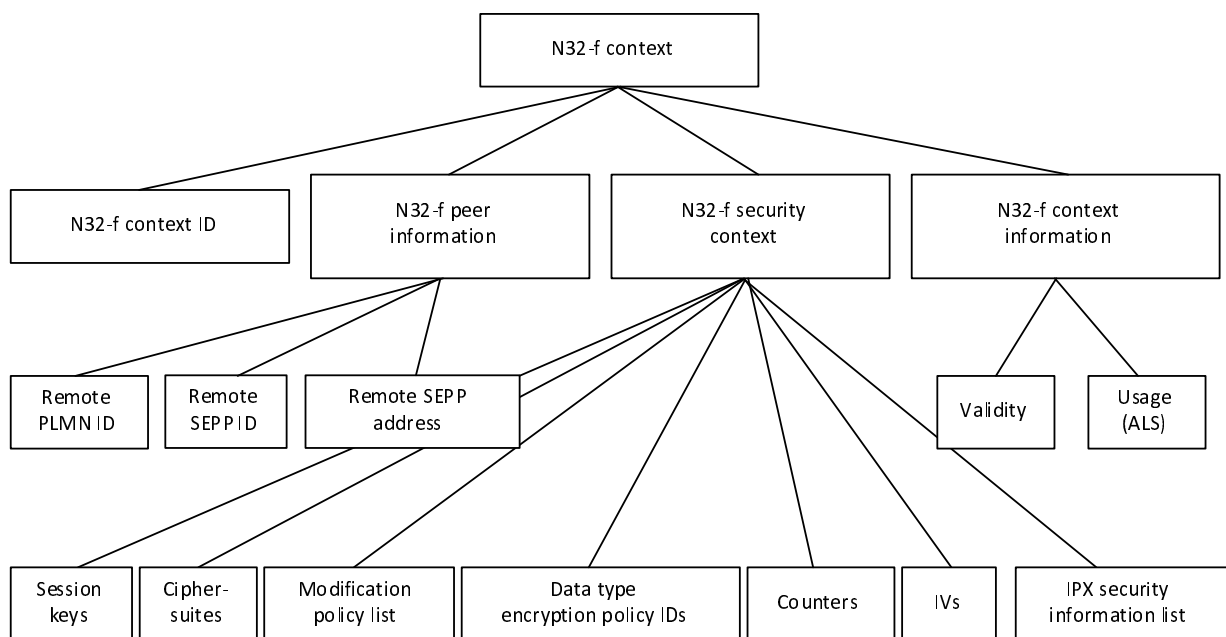 N32-f context
N32-f context ID
N32-f peer
information
N32-f security
context
N32-f context
information
Remote
PLMN ID
Remote
SEPP ID
Remote SEPP
address
Validity
Usage
(ALS)
Session
keys
Cipher-
suites
Modification
policy list
Data type
encryption policy IDs
Counters
IVs
IPX security
information list